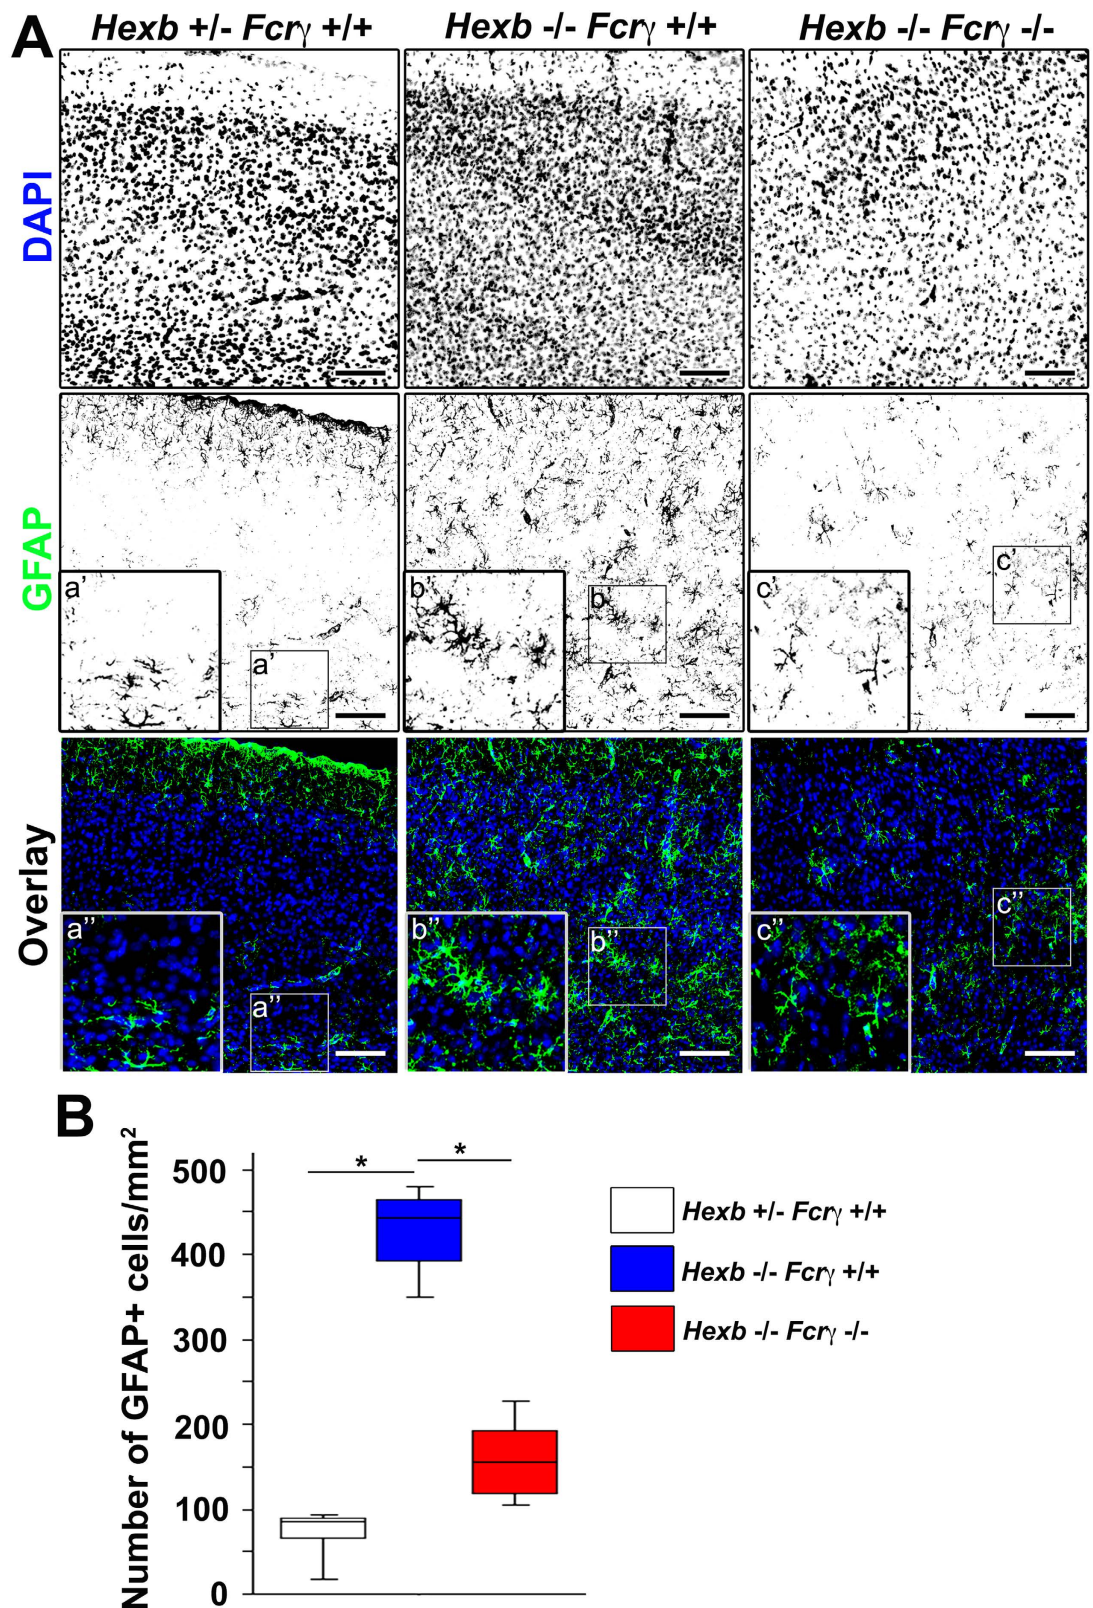 A
Hexb +/- Fcrγ +/+
Hexb -/- Fcrγ +/+
Hexb -/- Fcrγ -/-
DAPI
GFAP
a’
a’
b’
b
c’
c’
Overlay
a’’
a’’
b’’
b’’
c’’
c’’
B
Number of GFAP+ cells/mm²
500
400
300
200
100
0
*
*
Hexb +/- Fcrγ +/+
Hexb -/- Fcrγ +/+
Hexb -/- Fcrγ -/-